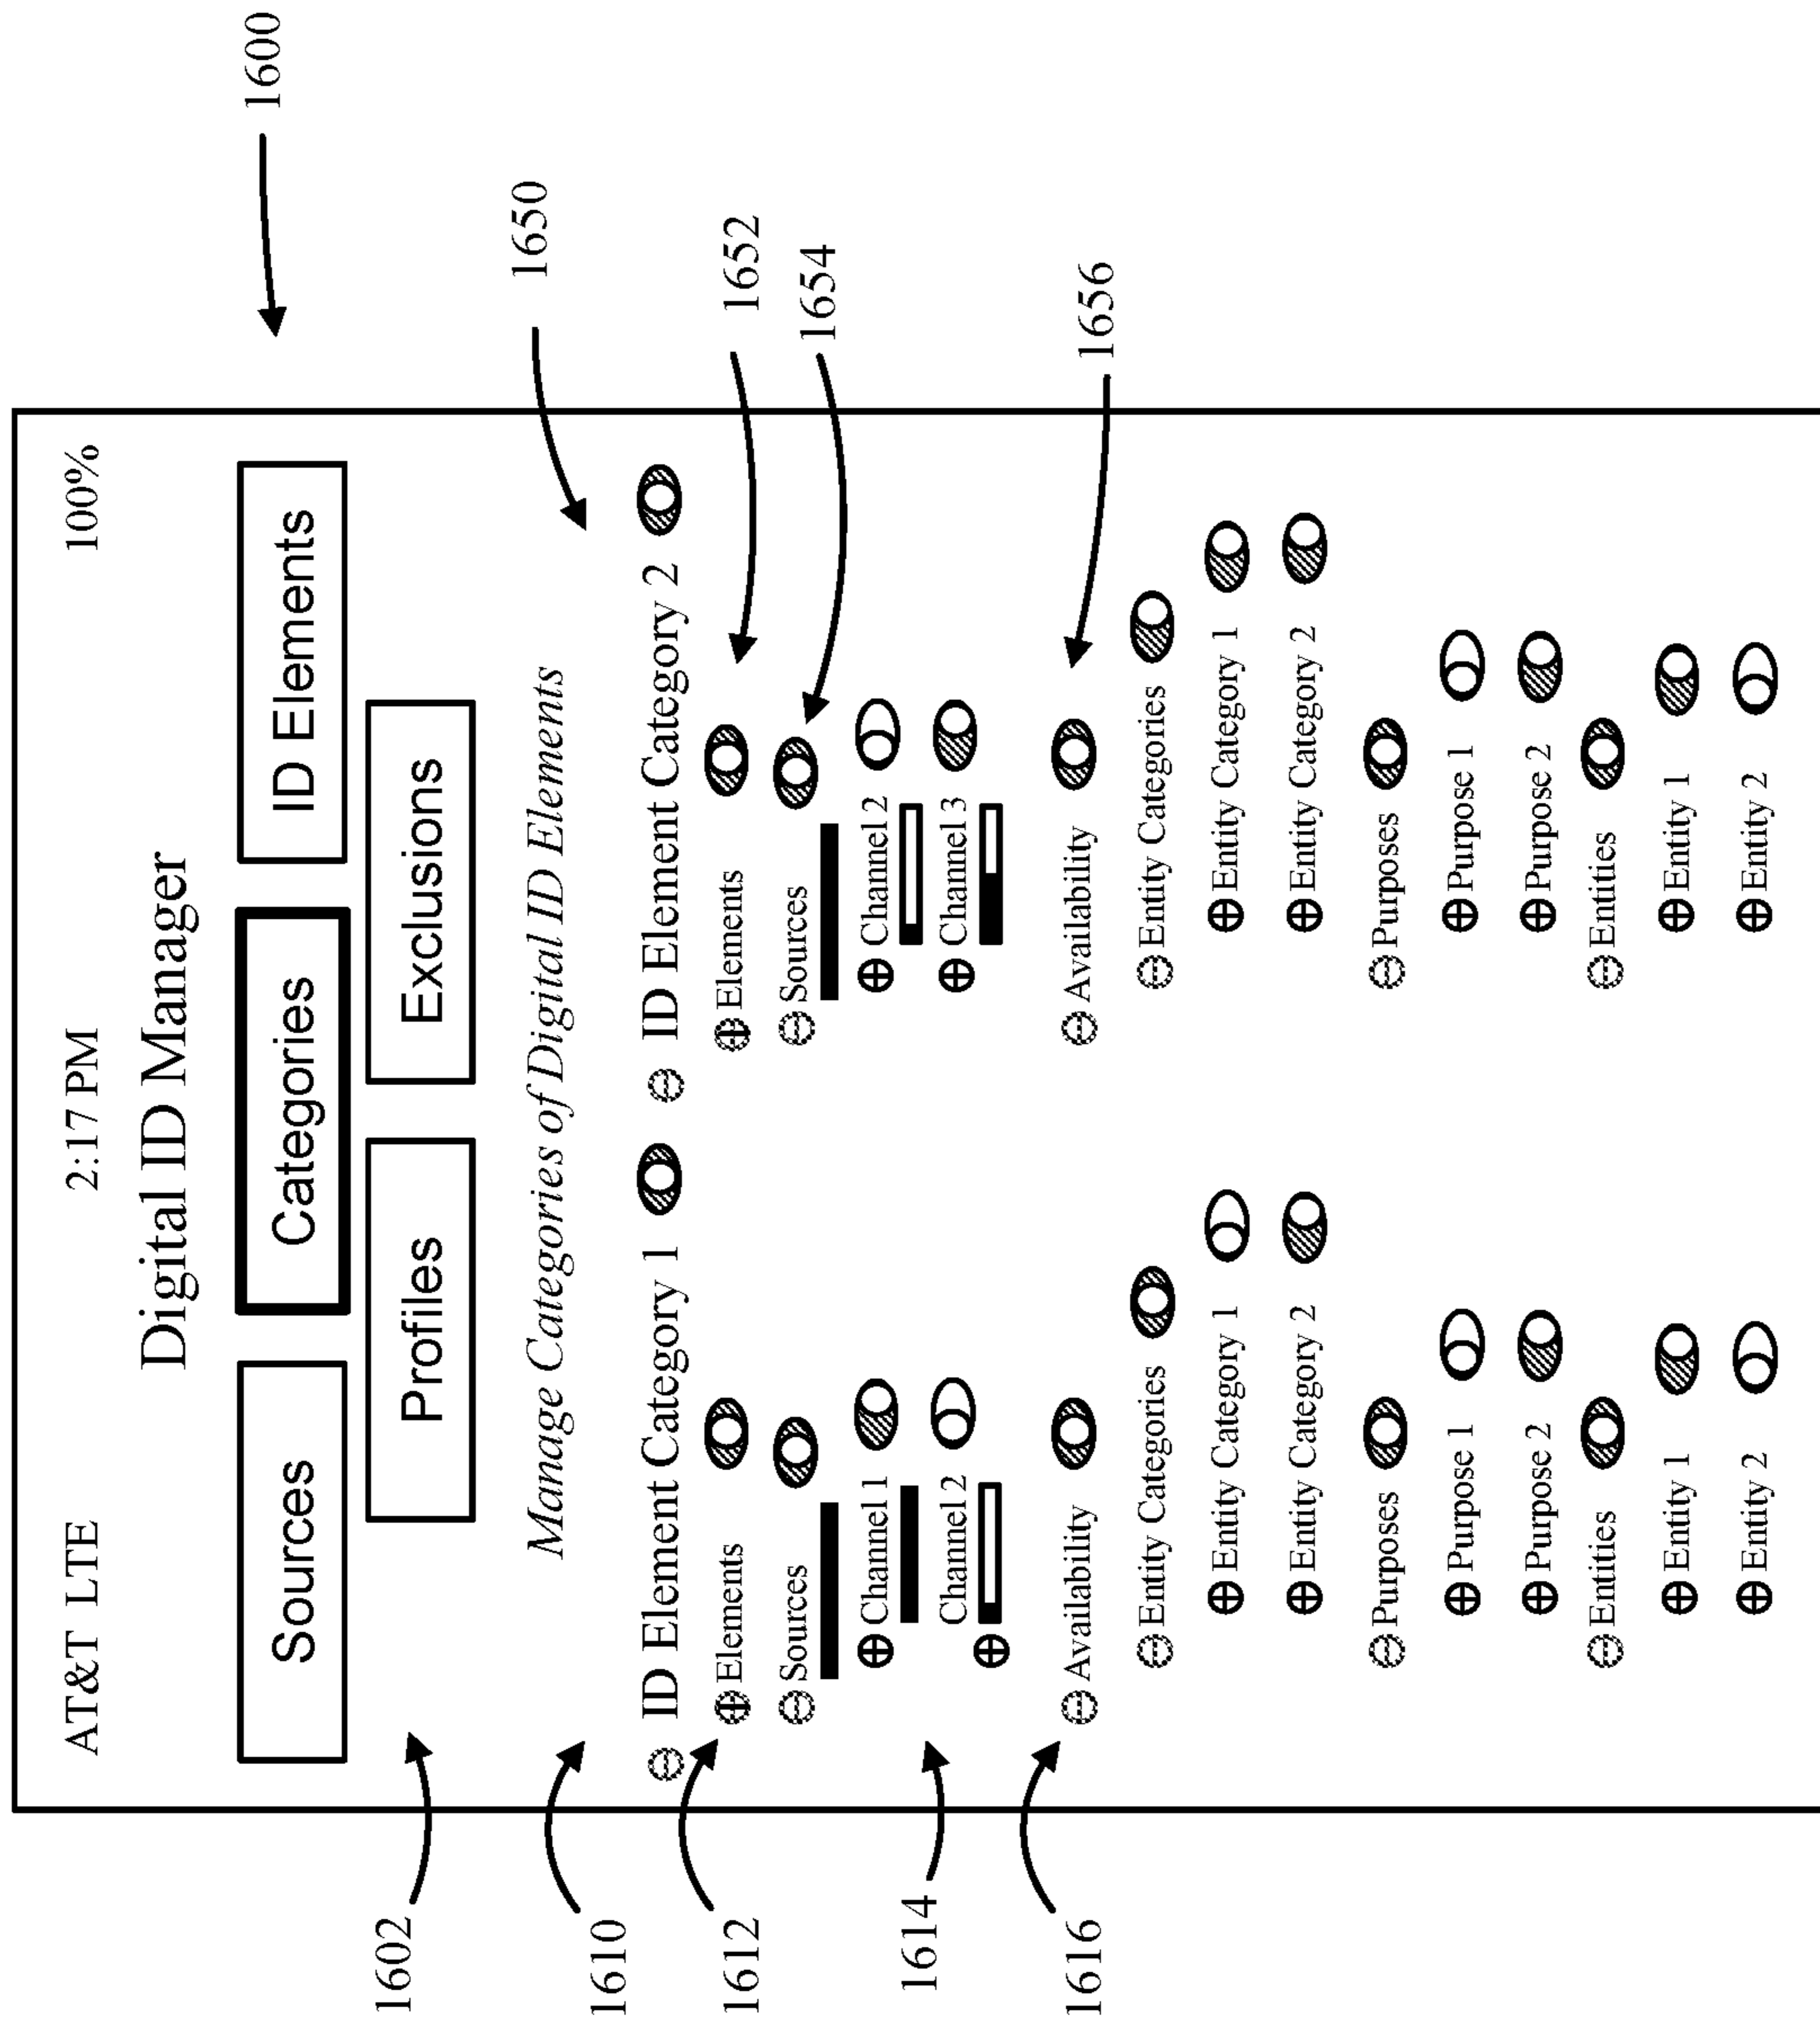 1600
AT&T LTE 2:17 PM 100%
Digital ID Manager
Sources Categories ID Elements
Profiles Exclusions
1602
Manage Categories of Digital ID Elements
1610
1650
ID Element Category 1 ID Element Category 2
1612
Elements Elements
1652
Sources Sources
1654
Channel 1 Channel 2
1614
Channel 2 Channel 3
1616
Availability Availability
1656
Entity Categories Entity Categories
Entity Category 1 Entity Category 1
Entity Category 2 Entity Category 2
Purposes Purposes
Purpose 1 Purpose 1
Purpose 2 Purpose 2
Entities Entities
Entity 1 Entity 1
Entity 2 Entity 2